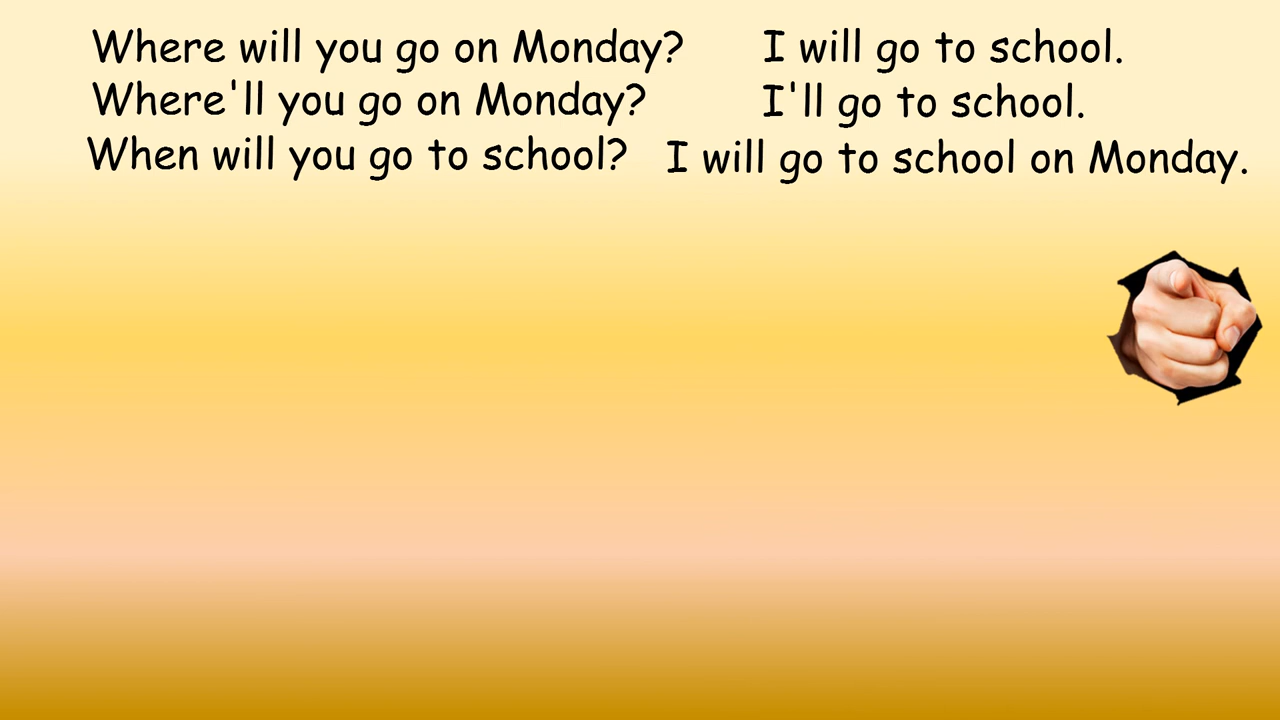 Where will you go on Monday? I will go to school.
Where'll you go on Monday? I'll go to school.
When will you go to school? I will go to school on Monday.